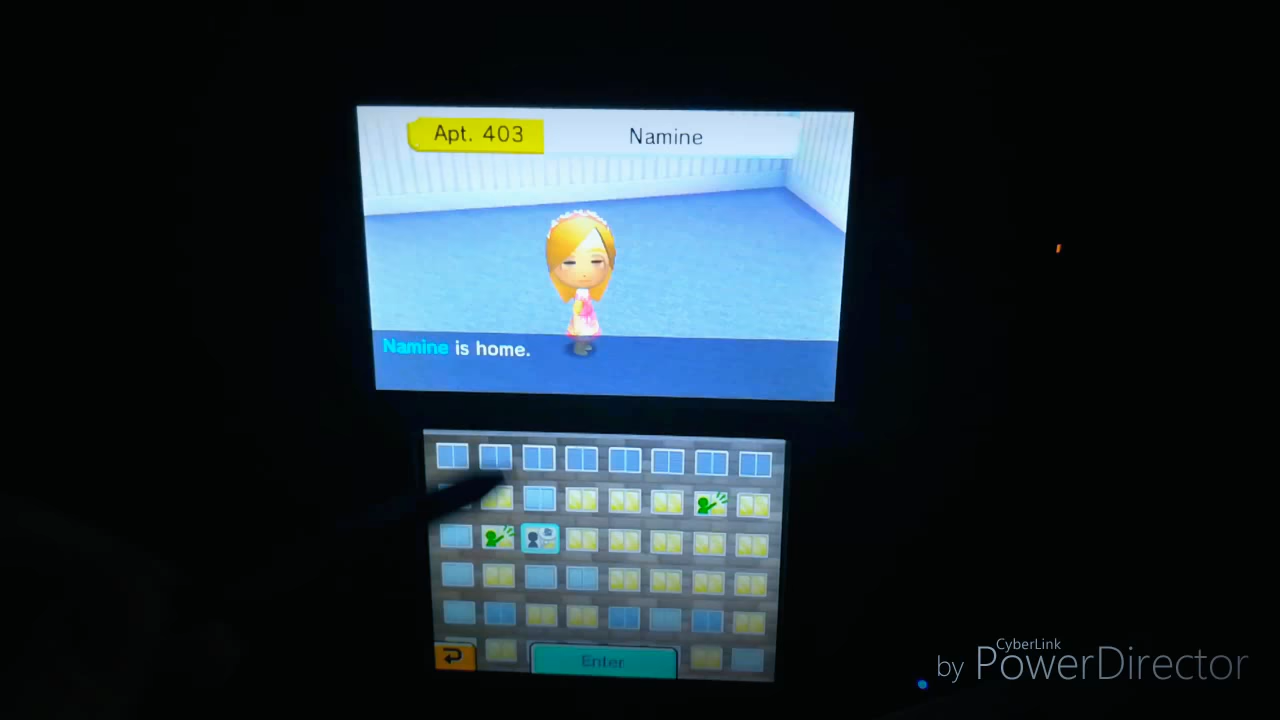 Apt. 403
Namine
Namine is home.
Enter
CyberLink
by PowerDirector